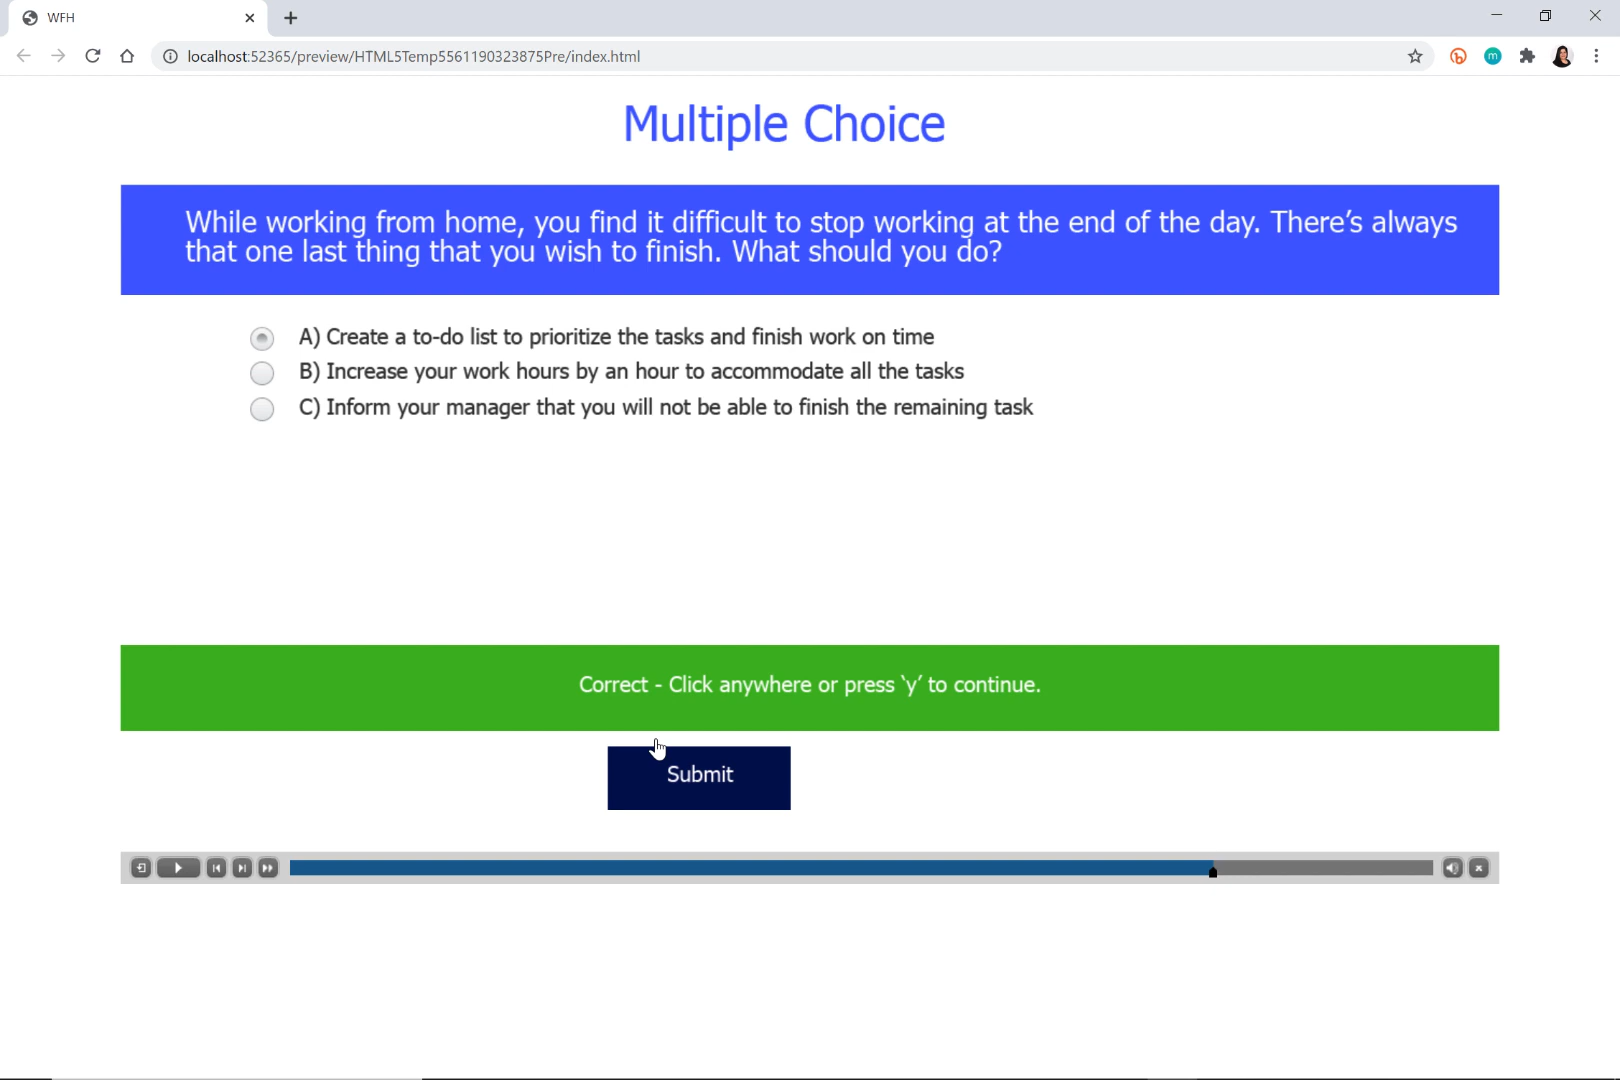 WFH
localhost:52365/preview/HTML5Temp5561190323875Pre/index.html
m
Multiple Choice
While working from home, you find it difficult to stop working at the end of the day. There’s always
that one last thing that you wish to finish. What should you do?
A) Create a to-do list to prioritize the tasks and finish work on time
B) Increase your work hours by an hour to accommodate all the tasks
C) Inform your manager that you will not be able to finish the remaining task
Correct - Click anywhere or press ‘y’ to continue.
Submit